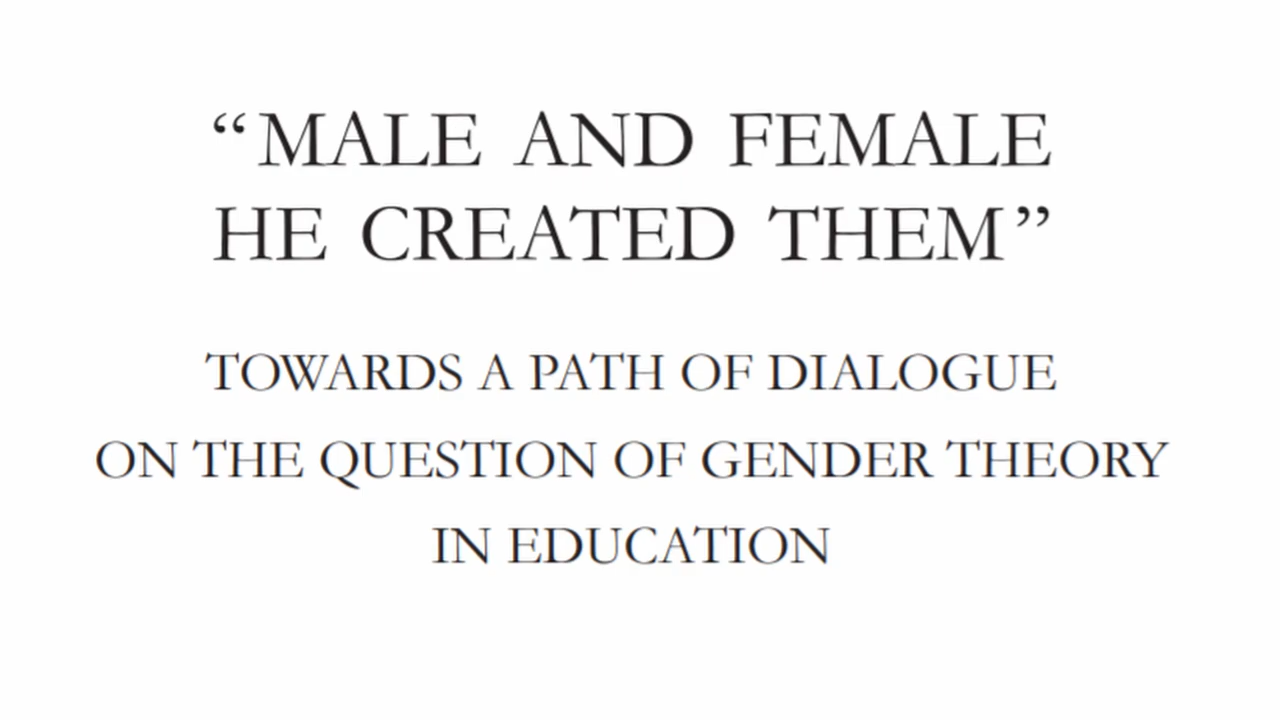 “MALE AND FEMALE
HE CREATED THEM”
TOWARDS A PATH OF DIALOGUE
ON THE QUESTION OF GENDER THEORY
IN EDUCATION